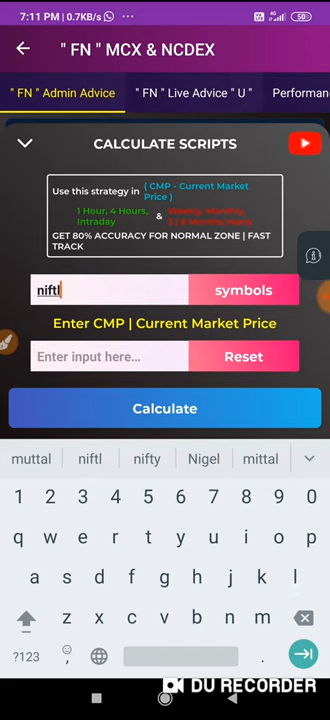 7:11 PM | 0.7KB/s
50
" FN " MCX & NCDEX
" FN " Admin Advice
" FN " Live Advice " U "
Performan
CALCULATE SCRIPTS
Use this strategy in
( CMP - Current Market
Price )
1 Hour, 4 Hours,
Intraday
&
Weekly, Monthly,
3 | 6 Months,Yearly
GET 80% ACCURACY FOR NORMAL ZONE | FAST
TRACK
niftl
symbols
Enter CMP | Current Market Price
Enter input here...
Reset
Calculate
muttal niftl nifty Nigel mittal
1 2 3 4 5 6 7 8 9 0
q w e r t y u i o p
a s d f g h j k l
z x c v b n m
?123 , .
DU RECORDER